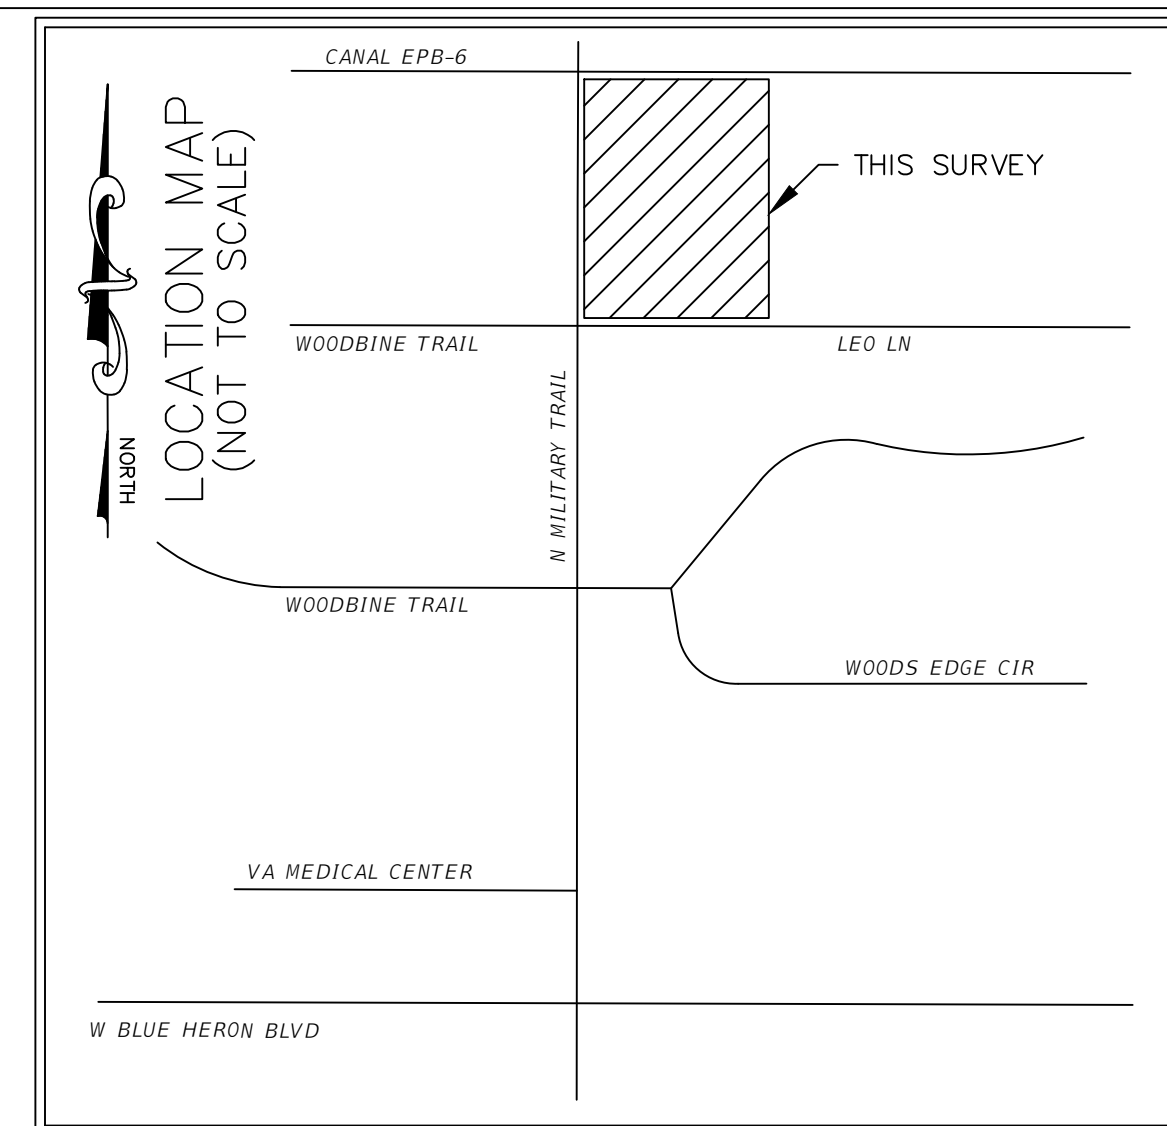 CANAL EPB-6
LOCATION MAP
(NOT TO SCALE)
THIS SURVEY
WOODBINE TRAIL
LEO LN
N MILITARY TRAIL
NORTH
WOODBINE TRAIL
WOODS EDGE CIR
VA MEDICAL CENTER
W BLUE HERON BLVD